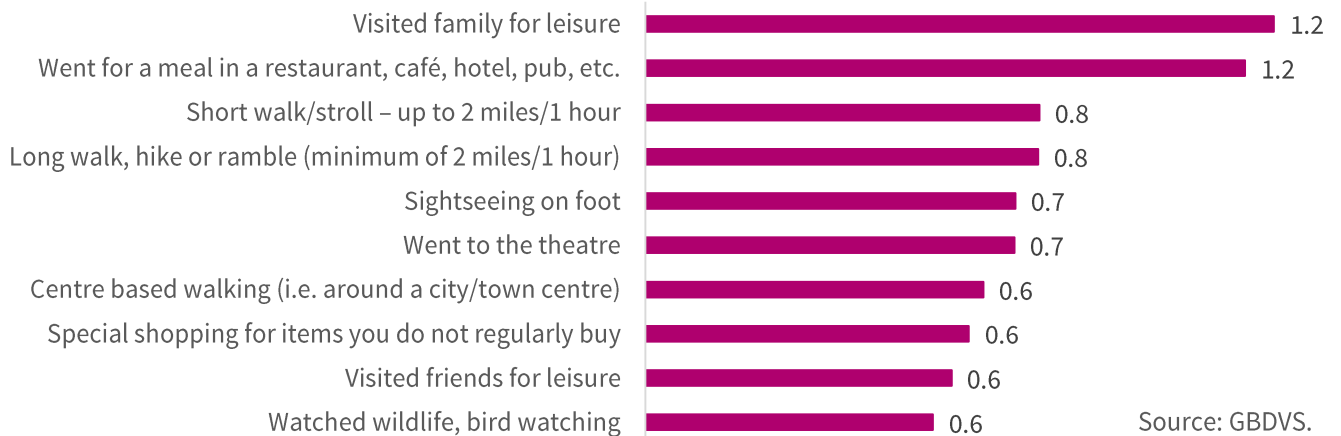 Visited family for leisure 1.2
Went for a meal in a restaurant, café, hotel, pub, etc. 1.2
Short walk/stroll – up to 2 miles/1 hour 0.8
Long walk, hike or ramble (minimum of 2 miles/1 hour) 0.8
Sightseeing on foot 0.7
Went to the theatre 0.7
Centre based walking (i.e. around a city/town centre) 0.6
Special shopping for items you do not regularly buy 0.6
Visited friends for leisure 0.6
Watched wildlife, bird watching 0.6
Source: GBDVS.